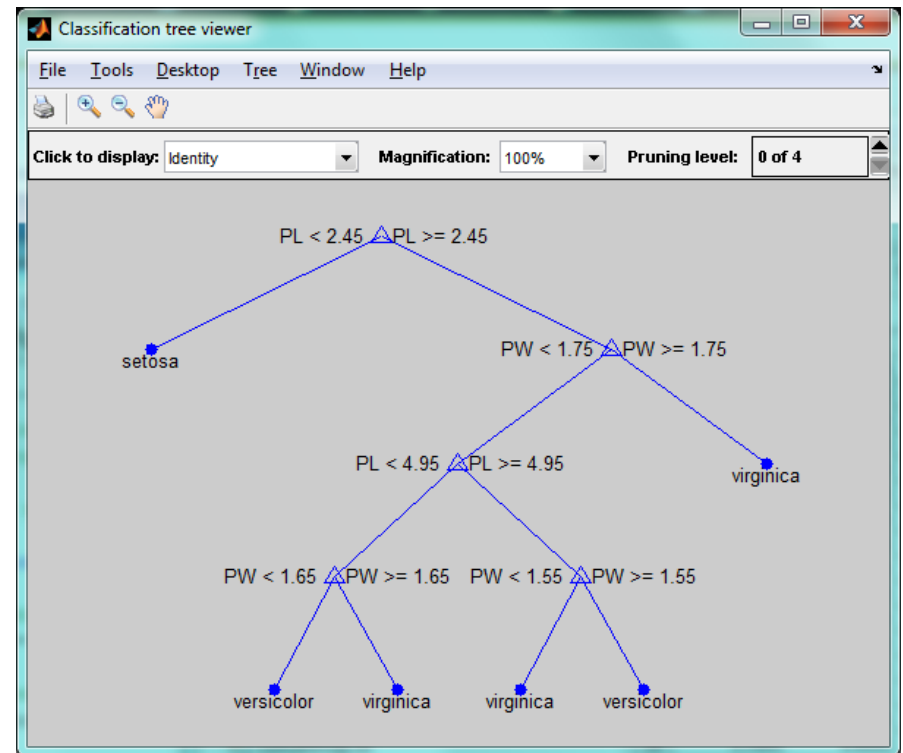 Classification tree viewer
File Tools Desktop Tree Window Help
Click to display: Identity Magnification: 100% Pruning level: 0 of 4
PL < 2.45 PL >= 2.45
setosa
PW < 1.75 PW >= 1.75
PL < 4.95 PL >= 4.95
virginica
PW < 1.65 PW >= 1.65 PW < 1.55 PW >= 1.55
versicolor virginica virginica versicolor